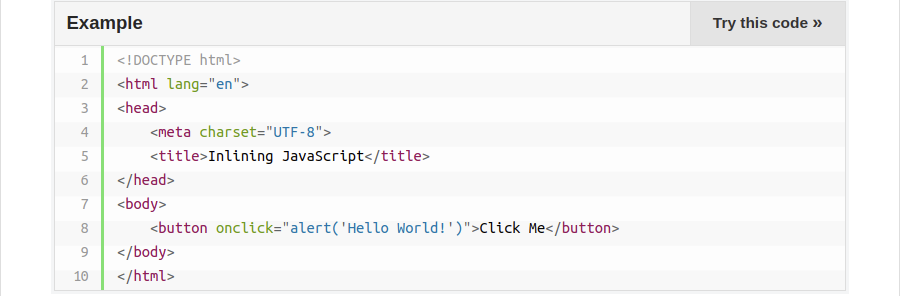 Example
Try this code »
1 <!DOCTYPE html>
2 <html lang="en">
3 <head>
4     <meta charset="UTF-8">
5     <title>Inlining JavaScript</title>
6 </head>
7 <body>
8     <button onclick="alert('Hello World!')">Click Me</button>
9 </body>
10 </html>